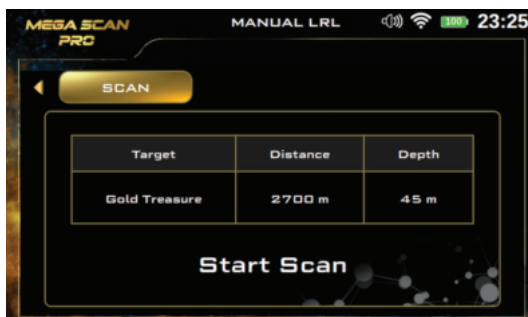 MEGA SCAN PRO
MANUAL LRL
100
23:25
SCAN
Target Distance Depth
Gold Treasure 2700 m 45 m
Start Scan